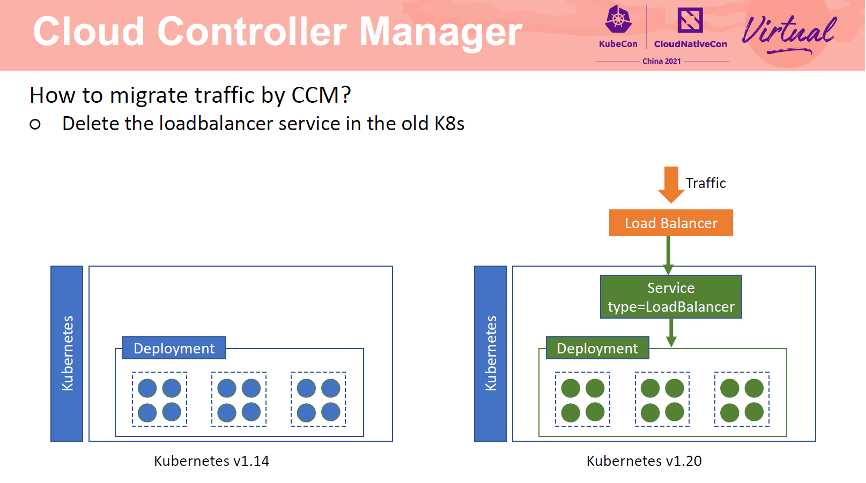 Cloud Controller Manager
KubeCon
CloudNativeCon
China 2021
Virtual
How to migrate traffic by CCM?
○ Delete the loadbalancer service in the old K8s
Traffic
Load Balancer
Service
type=LoadBalancer
Kubernetes
Deployment
Kubernetes
Deployment
Kubernetes v1.14
Kubernetes v1.20